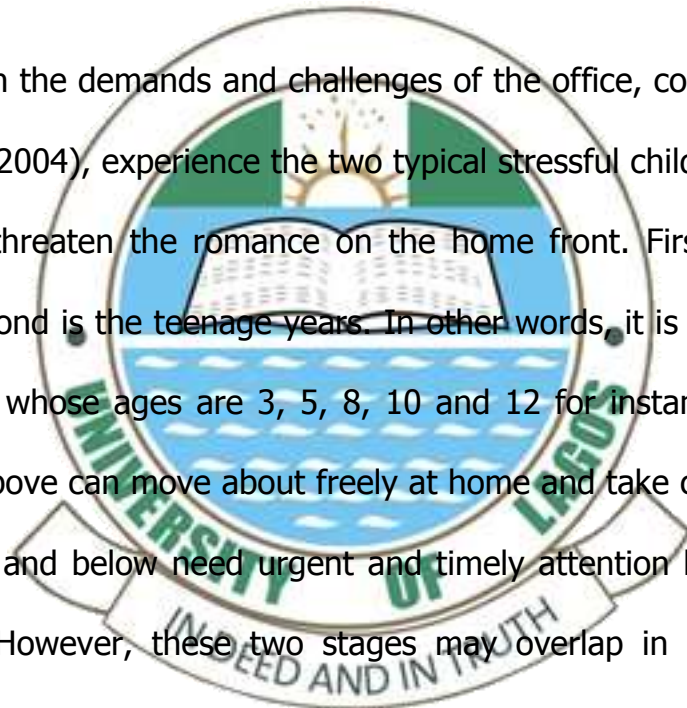 n the demands and challenges of the office, co
2004), experience the two typical stressful child
threaten the romance on the home front. Firs
ond is the teenage years. In other words, it is
whose ages are 3, 5, 8, 10 and 12 for instan
bove can move about freely at home and take c
and below need urgent and timely attention
However, these two stages may overlap in
UNIVERSITY OF LAGOS
IN DEED AND IN TRUTH